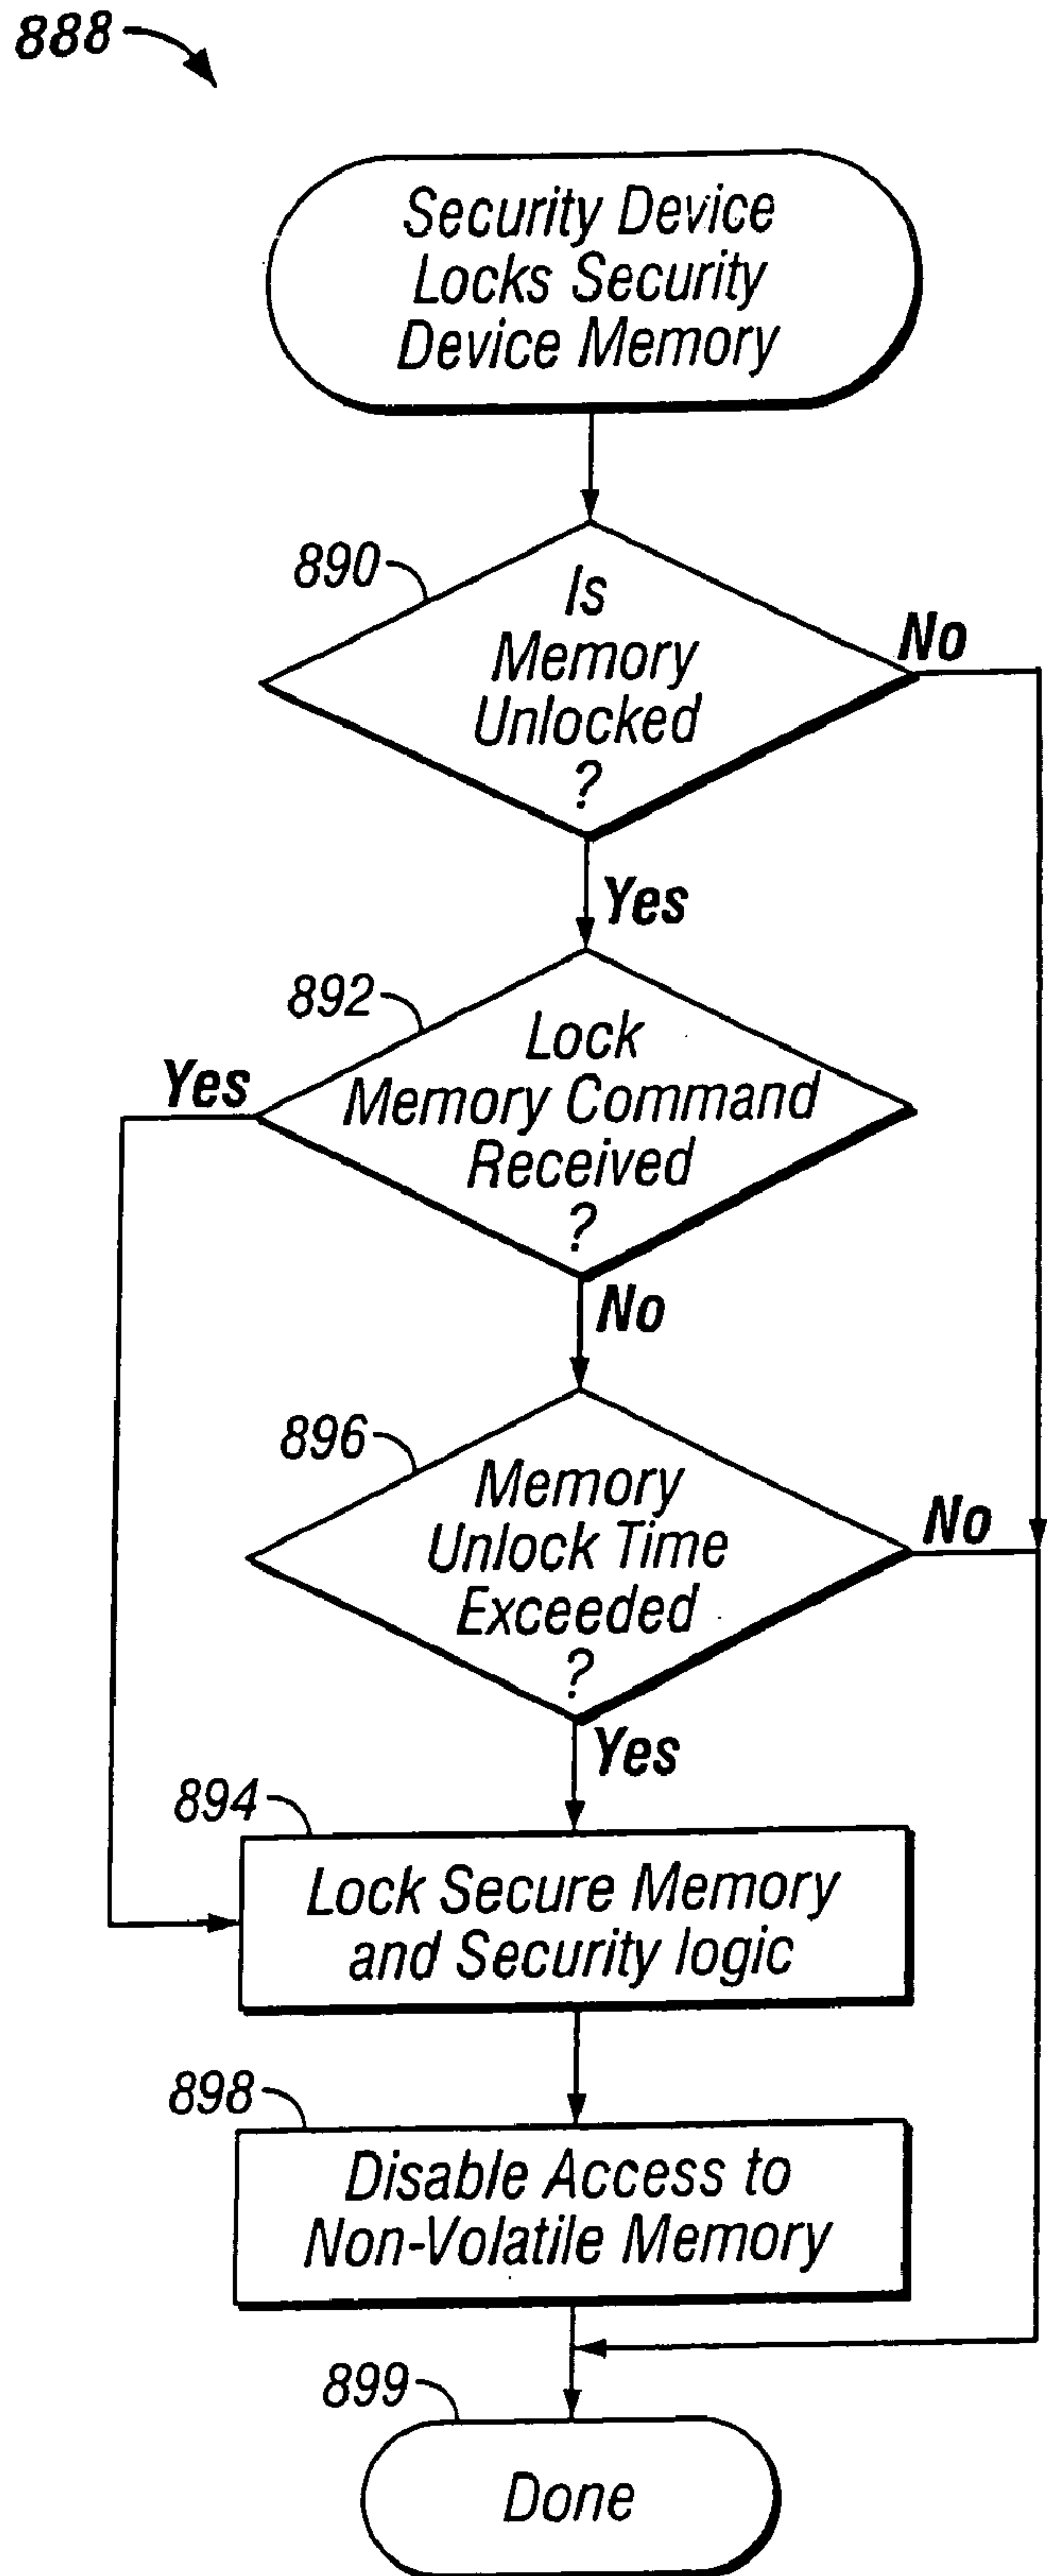 888
Security Device
Locks Security
Device Memory
890
Is
Memory
Unlocked
?
No
Yes
892
Lock
Memory Command
Received
?
Yes
No
896
Memory
Unlock Time
Exceeded
?
No
Yes
894
Lock Secure Memory
and Security logic
898
Disable Access to
Non-Volatile Memory
899
Done